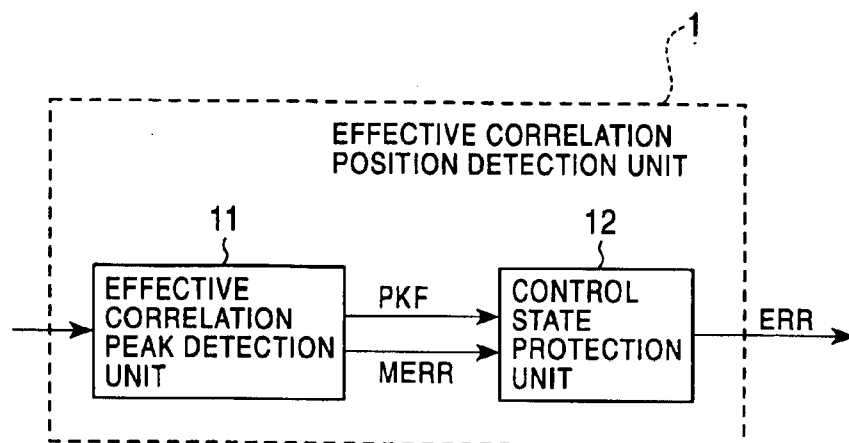 1
EFFECTIVE CORRELATION
POSITION DETECTION UNIT
11
12
EFFECTIVE
CORRELATION
PEAK DETECTION
UNIT
PKF
MERR
CONTROL
STATE
PROTECTION
UNIT
ERR